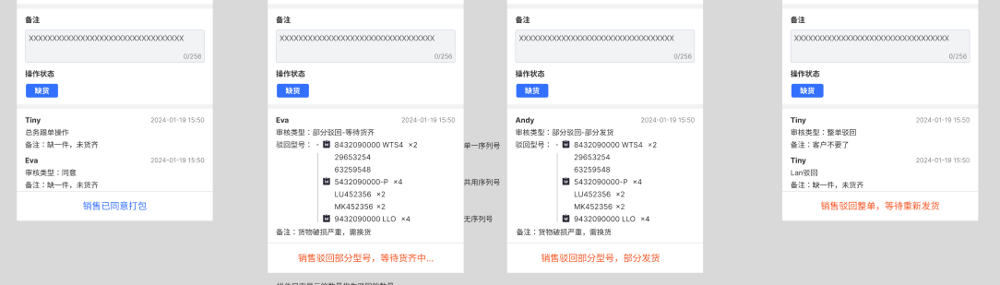 备注
XXXXXXXXXXXXXXXXXXXXXXXXXXXXXXXXX
0/256
操作状态
缺货
Tiny 2024-01-19 15:50
总务跟单操作
备注：缺一件，未货齐
Eva 2024-01-19 15:50
审核类型：同意
备注：缺一件，未货齐
销售已同意打包
备注
XXXXXXXXXXXXXXXXXXXXXXXXXXXXXXXXX
0/256
操作状态
缺货
Eva 2024-01-19 15:50
审核类型：部分驳回-等待货齐
驳回型号： - 8432090000 WTS4 ×2 单一序列号
29653254
63259548
5432090000-P ×4 共用序列号
LU452356 ×2
MK452356 ×2
9432090000 LLO ×4 无序列号
备注：货物破损严重，需换货
销售驳回部分型号，等待货齐中...
备注
XXXXXXXXXXXXXXXXXXXXXXXXXXXXXXXXX
0/256
操作状态
缺货
Andy 2024-01-19 15:50
审核类型：部分驳回-部分发货
驳回型号： - 8432090000 WTS4 ×2
29653254
63259548
5432090000-P ×4
LU452356 ×2
MK452356 ×2
9432090000 LLO ×4
备注：货物破损严重，需换货
销售驳回部分型号，部分发货
备注
XXXXXXXXXXXXXXXXXXXXXXXXXXXXXXXXX
0/256
操作状态
缺货
Tiny 2024-01-19 15:50
审核类型：整单驳回
备注：客户不要了
Tiny 2024-01-19 15:50
Lan驳回
备注：缺一件，未货齐
销售驳回整单，等待重新发货